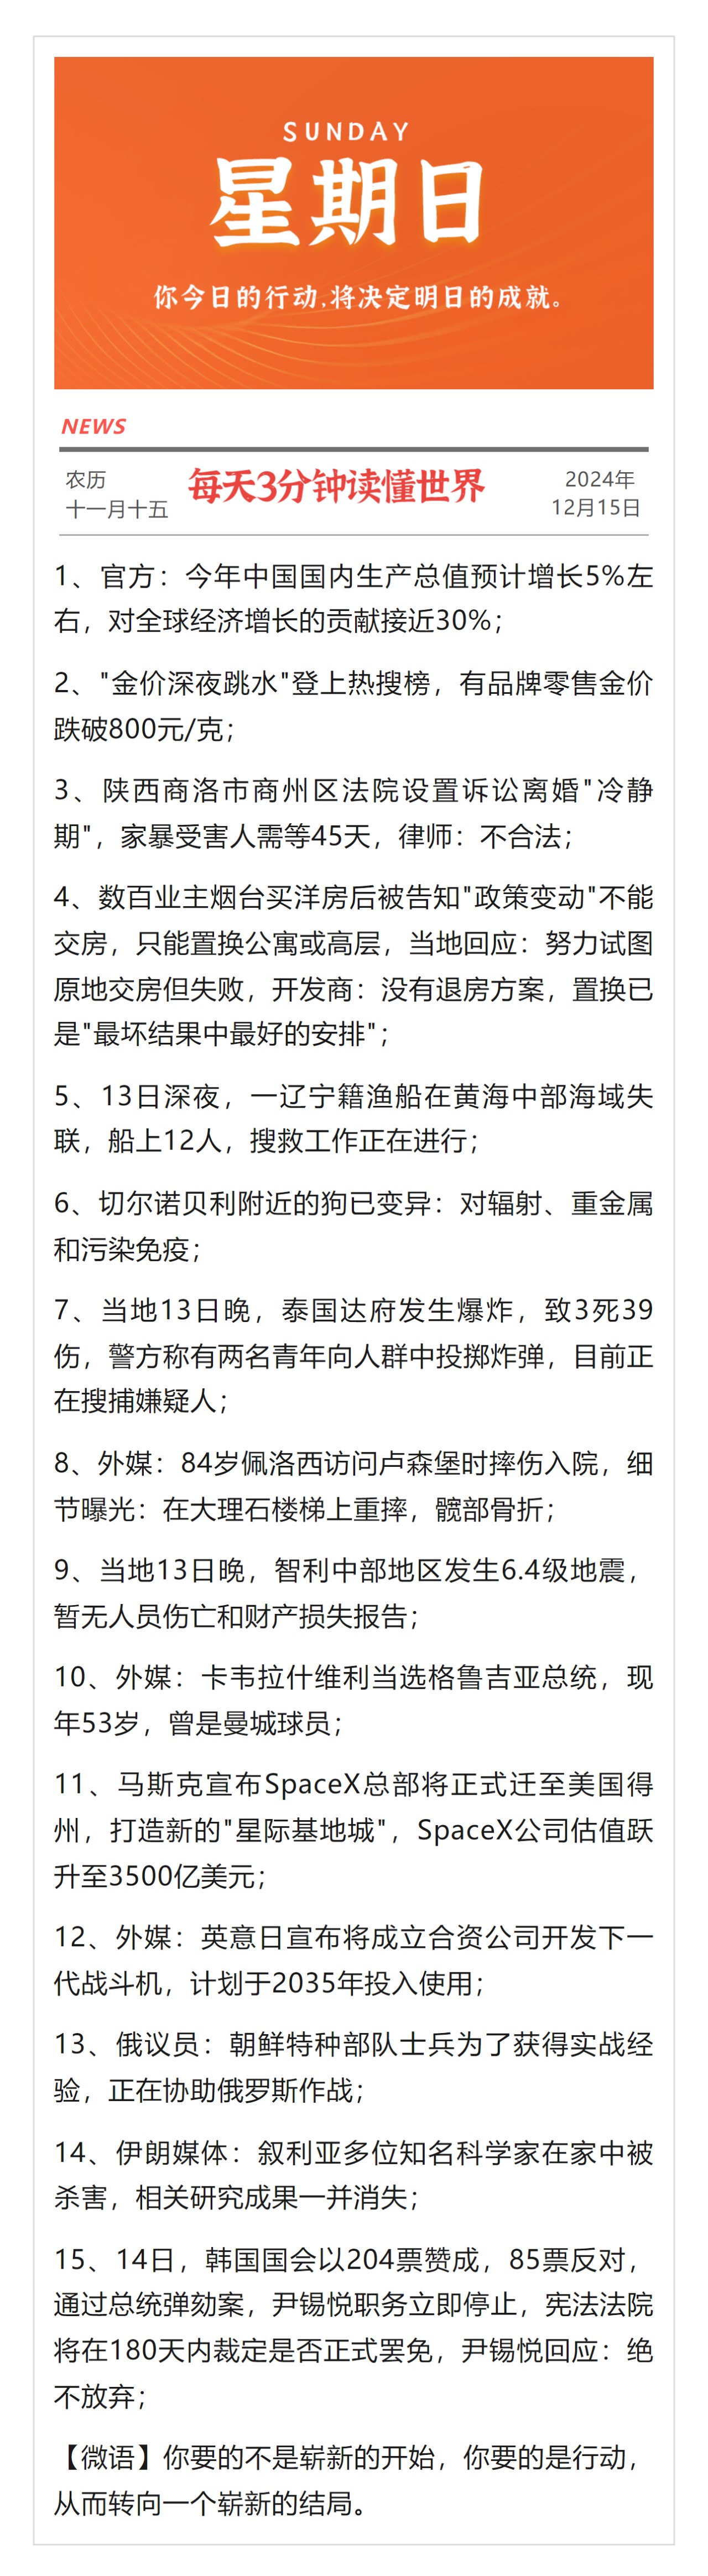 SUNDAY
星期日
你今日的行动,将决定明日的成就。
NEWS
农历
十一月十五
每天3分钟读懂世界
2024年
12月15日
1、官方：今年中国国内生产总值预计增长5%左
右，对全球经济增长的贡献接近30%；
2、"金价深夜跳水"登上热搜榜，有品牌零售金价
跌破800元/克；
3、陕西商洛市商州区法院设置诉讼离婚"冷静
期"，家暴受害人需等45天，律师：不合法；
4、数百业主烟台买洋房后被告知"政策变动"不能
交房，只能置换公寓或高层，当地回应：努力试图
原地交房但失败，开发商：没有退房方案，置换已
是"最坏结果中最好的安排"；
5、13日深夜，一辽宁籍渔船在黄海中部海域失
联，船上12人，搜救工作正在进行；
6、切尔诺贝利附近的狗已变异：对辐射、重金属
和污染免疫；
7、当地13日晚，泰国达府发生爆炸，致3死39
伤，警方称有两名青年向人群中投掷炸弹，目前正
在搜捕嫌疑人；
8、外媒：84岁佩洛西访问卢森堡时摔伤入院，细
节曝光：在大理石楼梯上重摔，髋部骨折；
9、当地13日晚，智利中部地区发生6.4级地震，
暂无人员伤亡和财产损失报告；
10、外媒：卡韦拉什维利当选格鲁吉亚总统，现
年53岁，曾是曼城球员；
11、马斯克宣布SpaceX总部将正式迁至美国得
州，打造新的"星际基地城"，SpaceX公司估值跃
升至3500亿美元；
12、外媒：英意日宣布将成立合资公司开发下一
代战斗机，计划于2035年投入使用；
13、俄议员：朝鲜特种部队士兵为了获得实战经
验，正在协助俄罗斯作战；
14、伊朗媒体：叙利亚多位知名科学家在家中被
杀害，相关研究成果一并消失；
15、14日，韩国国会以204票赞成，85票反对，
通过总统弹劾案，尹锡悦职务立即停止，宪法法院
将在180天内裁定是否正式罢免，尹锡悦回应：绝
不放弃；
【微语】你要的不是崭新的开始，你要的是行动，
从而转向一个崭新的结局。